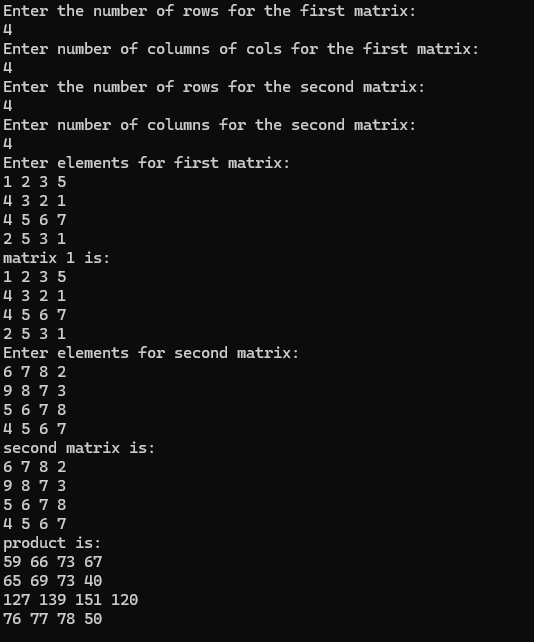 Enter the number of rows for the first matrix:
4
Enter number of columns of cols for the first matrix:
4
Enter the number of rows for the second matrix:
4
Enter number of columns for the second matrix:
4
Enter elements for first matrix:
1 2 3 5
4 3 2 1
4 5 6 7
2 5 3 1
matrix 1 is:
1 2 3 5
4 3 2 1
4 5 6 7
2 5 3 1
Enter elements for second matrix:
6 7 8 2
9 8 7 3
5 6 7 8
4 5 6 7
second matrix is:
6 7 8 2
9 8 7 3
5 6 7 8
4 5 6 7
product is:
59 66 73 67
65 69 73 40
127 139 151 120
76 77 78 50